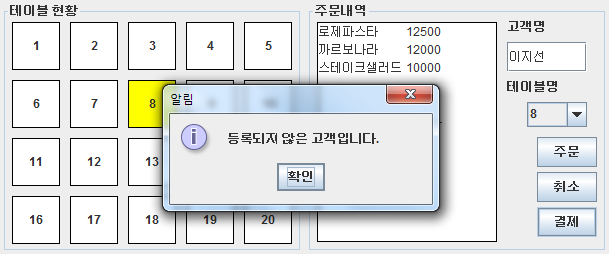 테이블 현황
1 2 3 4 5
6 7 8
11 12 13
16 17 18 19 20
주문내역
로제파스타 12500
까르보나라 12000
스테이크샐러드 10000
고객명
이지선
테이블명
8
주문
취소
결제
알림
등록되지 않은 고객입니다.
확인